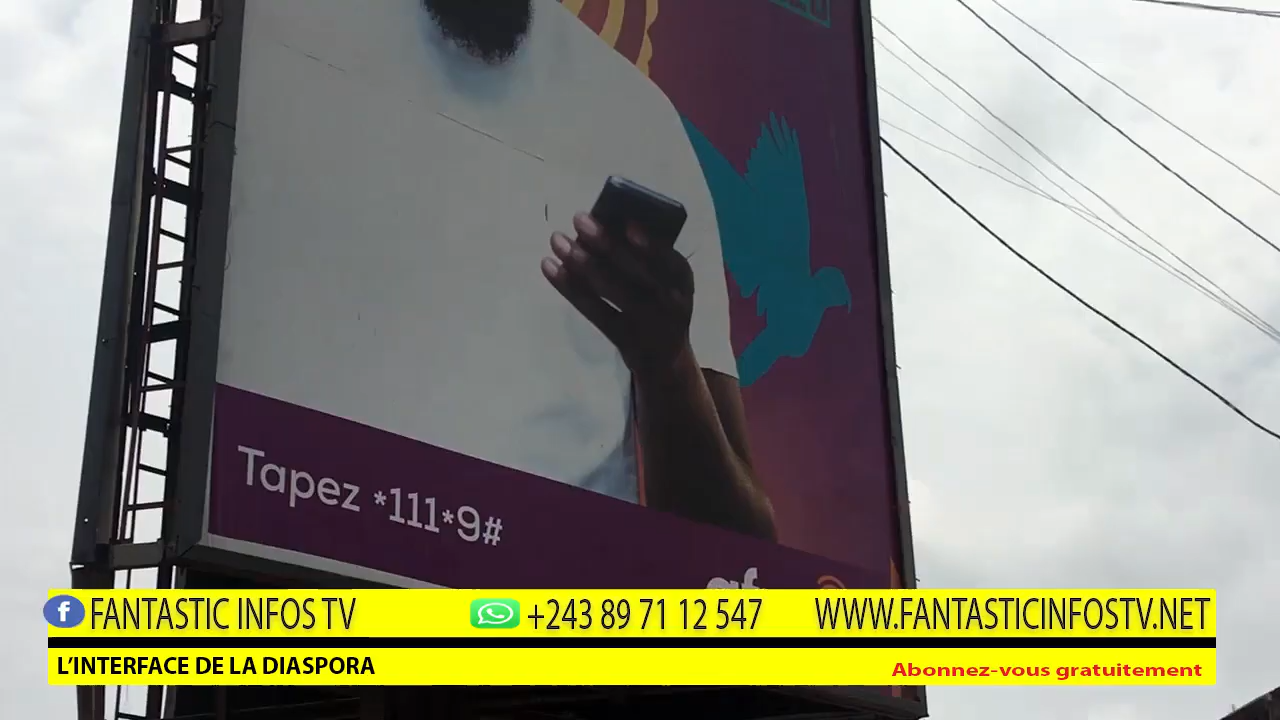 Tapez *111*9#
FANTASTIC INFOS TV
+243 89 71 12 547
WWW.FANTASTICINFOSTV.NET
L'INTERFACE DE LA DIASPORA
Abonnez-vous gratuitement